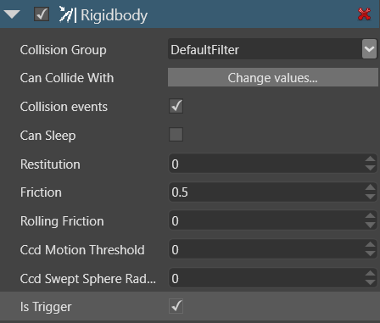 Rigidbody
Collision Group DefaultFilter
Can Collide With Change values...
Collision events
Can Sleep
Restitution 0
Friction 0.5
Rolling Friction 0
Ccd Motion Threshold 0
Ccd Swept Sphere Rad... 0
Is Trigger